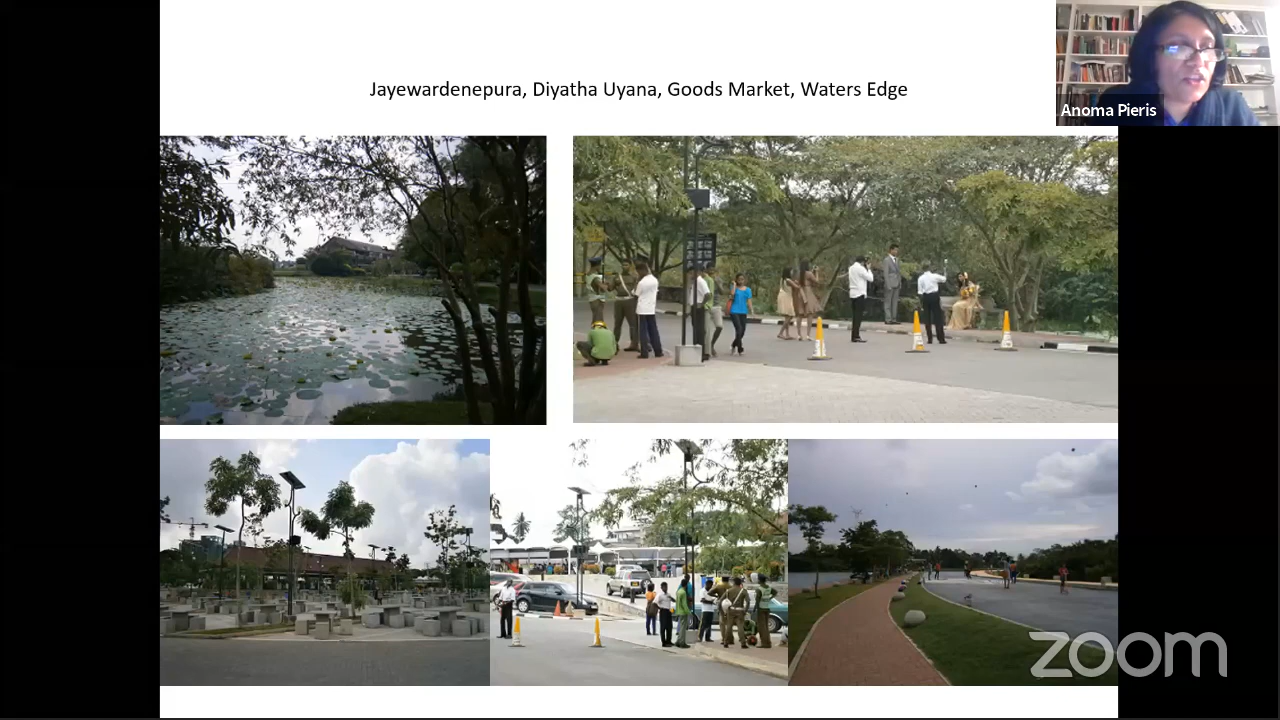 Jayewardenepura, Diyatha Uyana, Goods Market, Waters Edge
Anoma Pieris
zoom